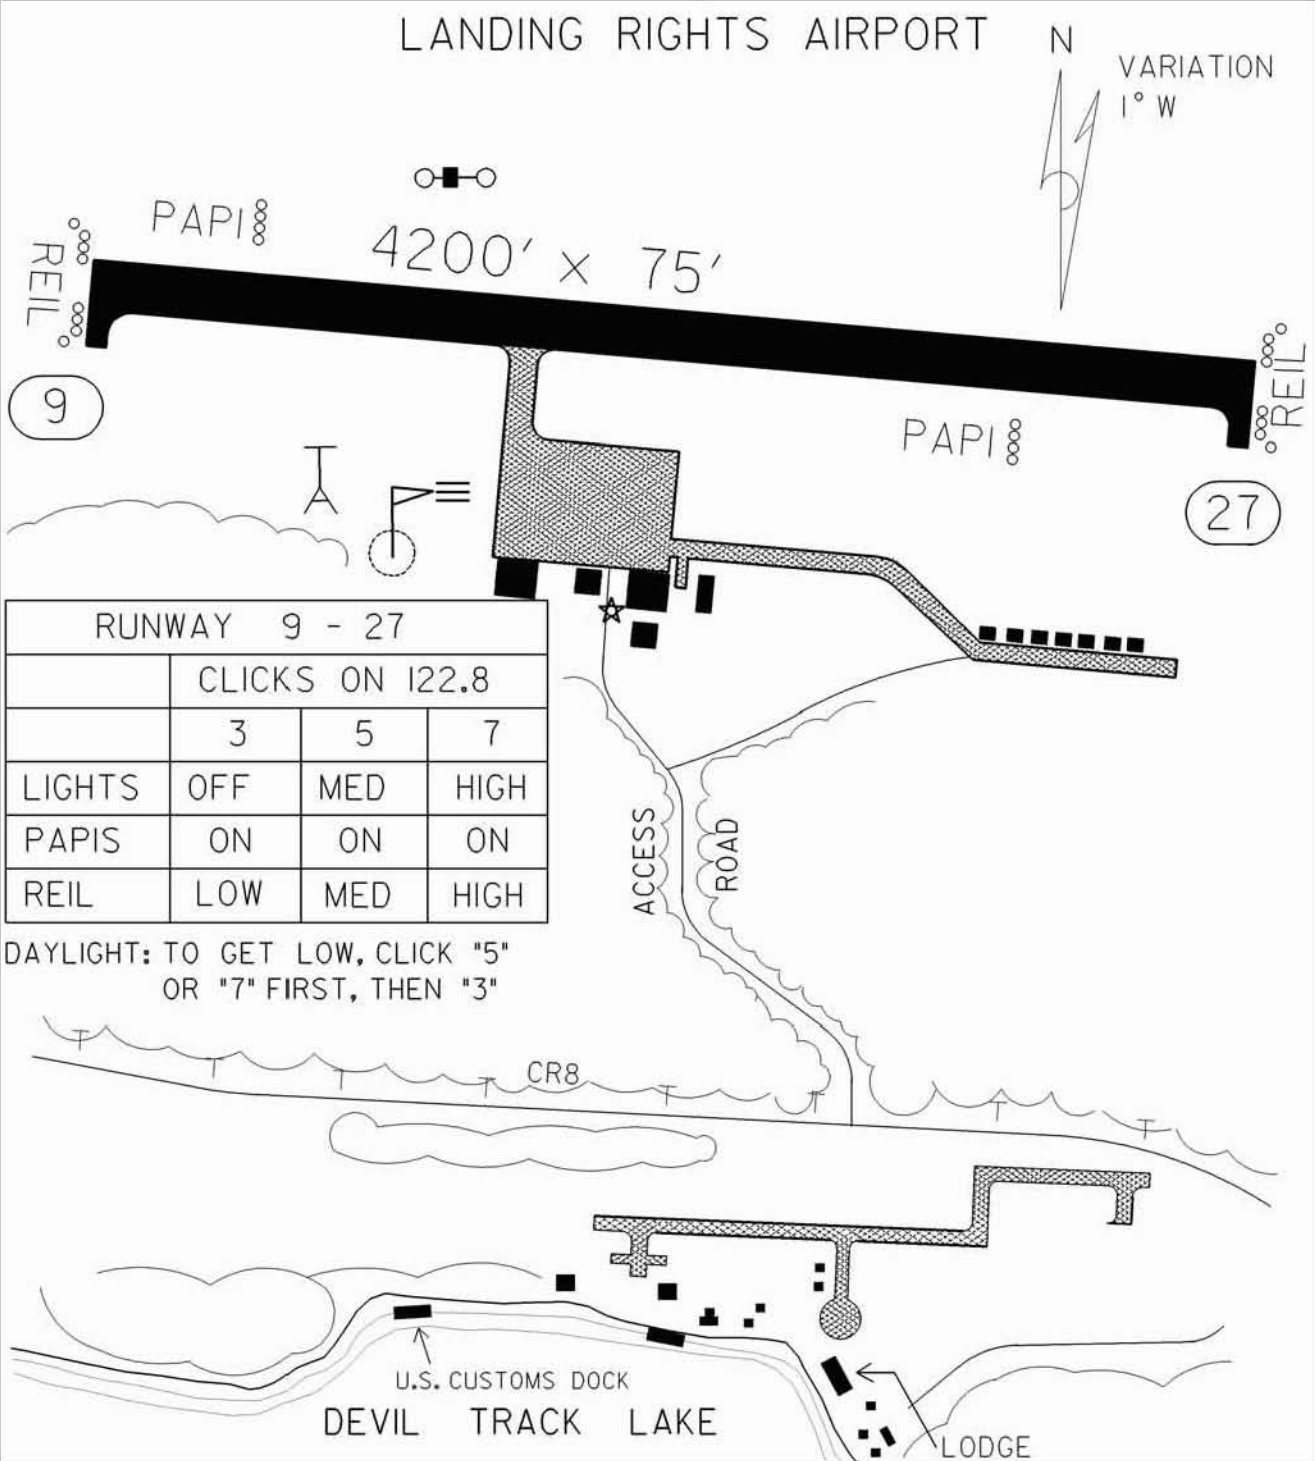 LANDING RIGHTS AIRPORT
N
VARIATION
1° W
PAPI
REIL
4200' x 75'
REIL
9
PAPI
27
RUNWAY 9 - 27
CLICKS ON 122.8
3 5 7
LIGHTS OFF MED HIGH
PAPIS ON ON ON
REIL LOW MED HIGH
DAYLIGHT: TO GET LOW, CLICK "5"
OR "7" FIRST, THEN "3"
ACCESS ROAD
CR8
U.S. CUSTOMS DOCK
DEVIL TRACK LAKE
LODGE